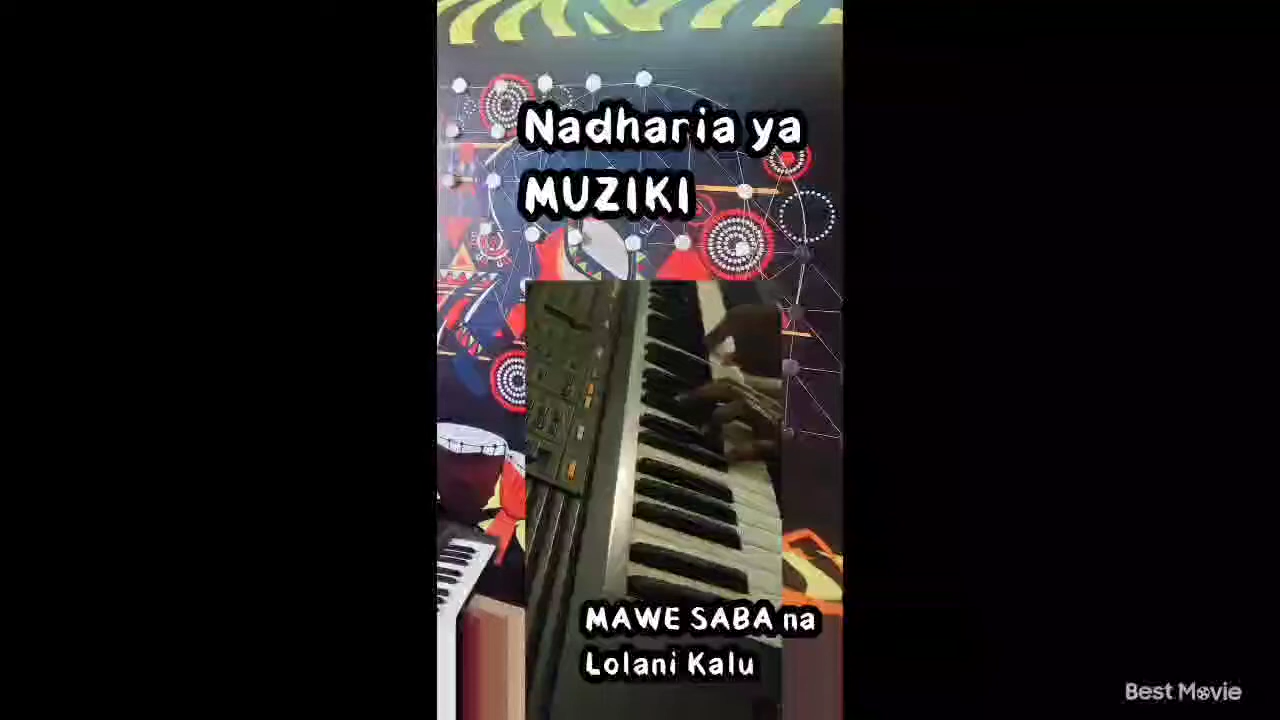 Nadharia ya
MUZIKI
MAWE SABA na
Lolani Kalu
Best Movie